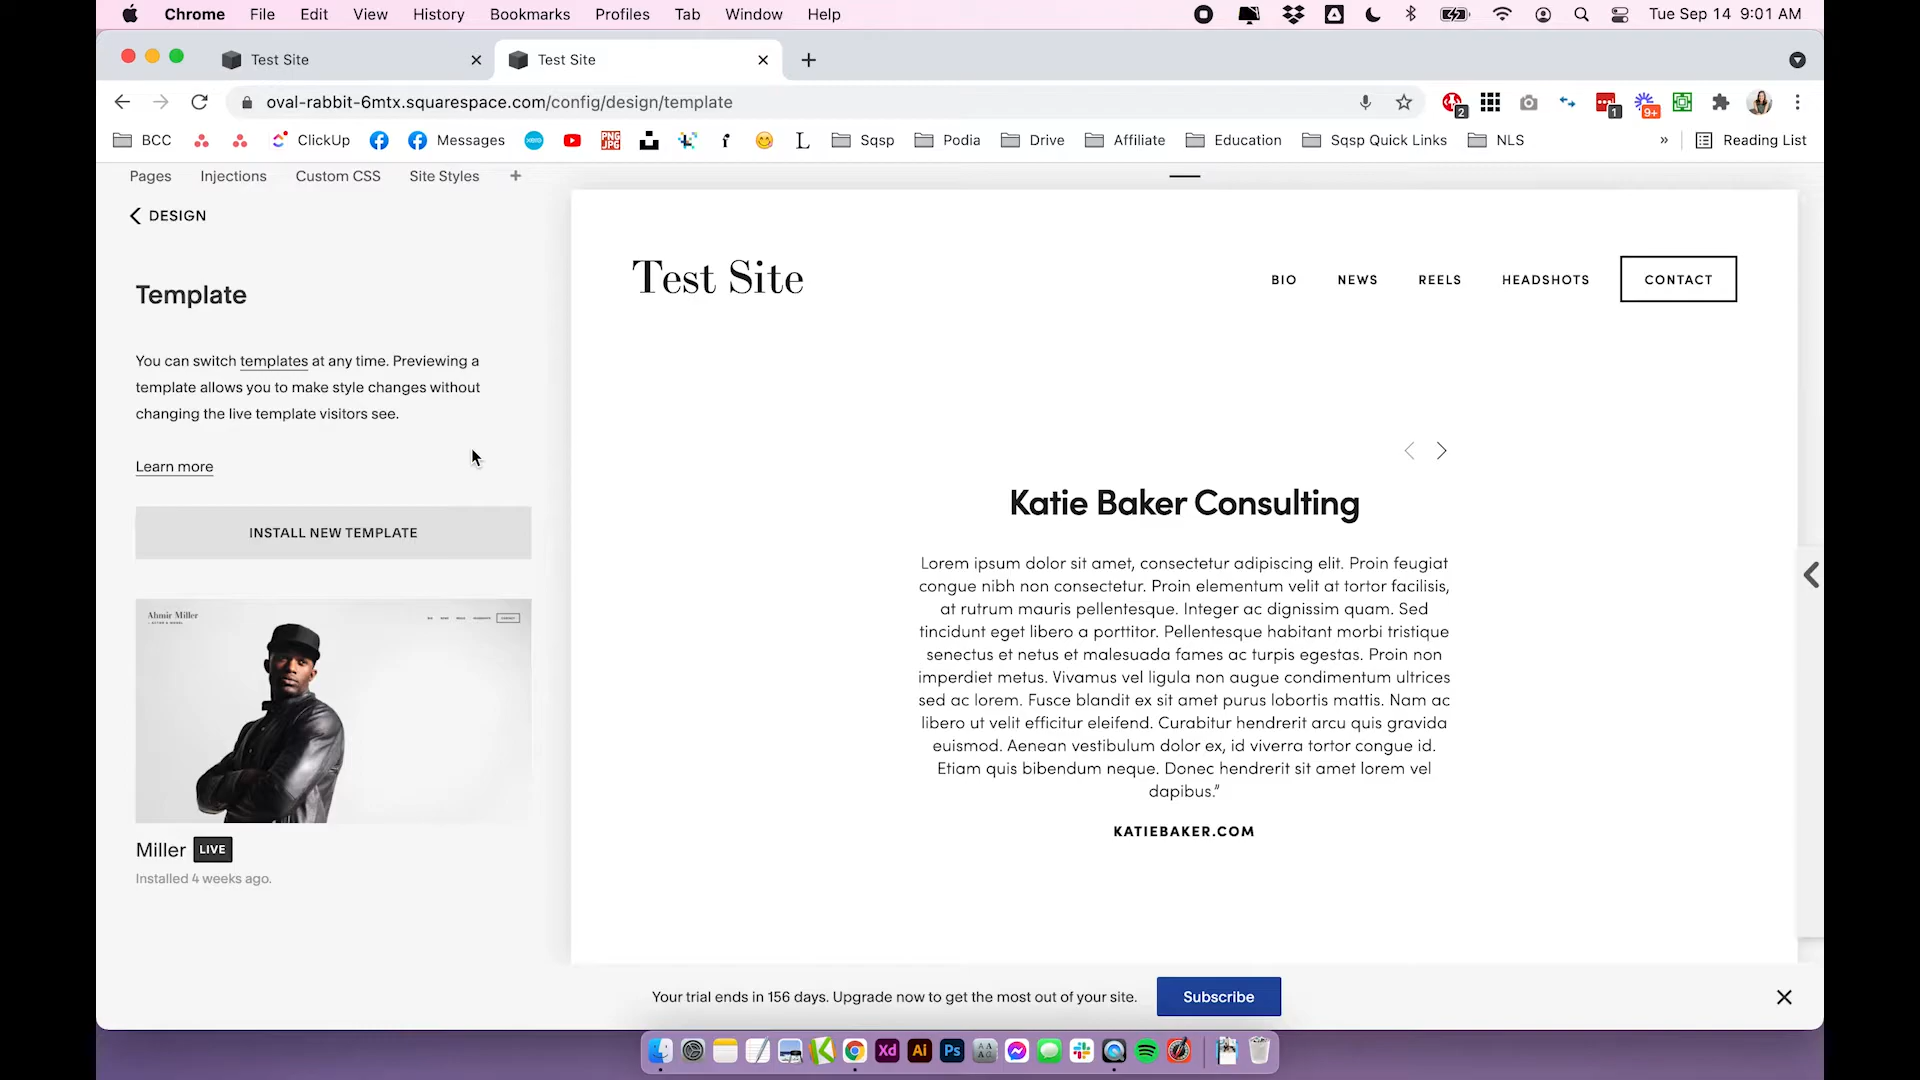 Chrome File Edit View History Bookmarks Profiles Tab Window Help
Tue Sep 14 9:01 AM
Test Site
Test Site
oval-rabbit-6mtx.squarespace.com/config/design/template
2
1
9+
BCC
ClickUp
Messages
xero
PNG JPG
Sqsp
Podia
Drive
Affiliate
Education
Sqsp Quick Links
NLS
»
Reading List
Pages Injections Custom CSS Site Styles +
DESIGN
Template
You can switch templates at any time. Previewing a
template allows you to make style changes without
changing the live template visitors see.
Learn more
INSTALL NEW TEMPLATE
Ahmir Miller
Miller LIVE
Installed 4 weeks ago.
Test Site
BIO NEWS REELS HEADSHOTS CONTACT
Katie Baker Consulting
Lorem ipsum dolor sit amet, consectetur adipiscing elit. Proin feugiat
congue nibh non consectetur. Proin elementum velit at tortor facilisis,
at rutrum mauris pellentesque. Integer ac dignissim quam. Sed
tincidunt eget libero a porttitor. Pellentesque habitant morbi tristique
senectus et netus et malesuada fames ac turpis egestas. Proin non
imperdiet metus. Vivamus vel ligula non augue condimentum ultrices
sed ac lorem. Fusce blandit ex sit amet purus lobortis mattis. Nam ac
libero ut velit efficitur eleifend. Curabitur hendrerit arcu quis gravida
euismod. Aenean vestibulum dolor ex, id viverra tortor congue id.
Etiam quis bibendum neque. Donec hendrerit sit amet lorem vel
dapibus.”
KATIEBAKER.COM
Your trial ends in 156 days. Upgrade now to get the most out of your site.
Subscribe
Xd Ai Ps